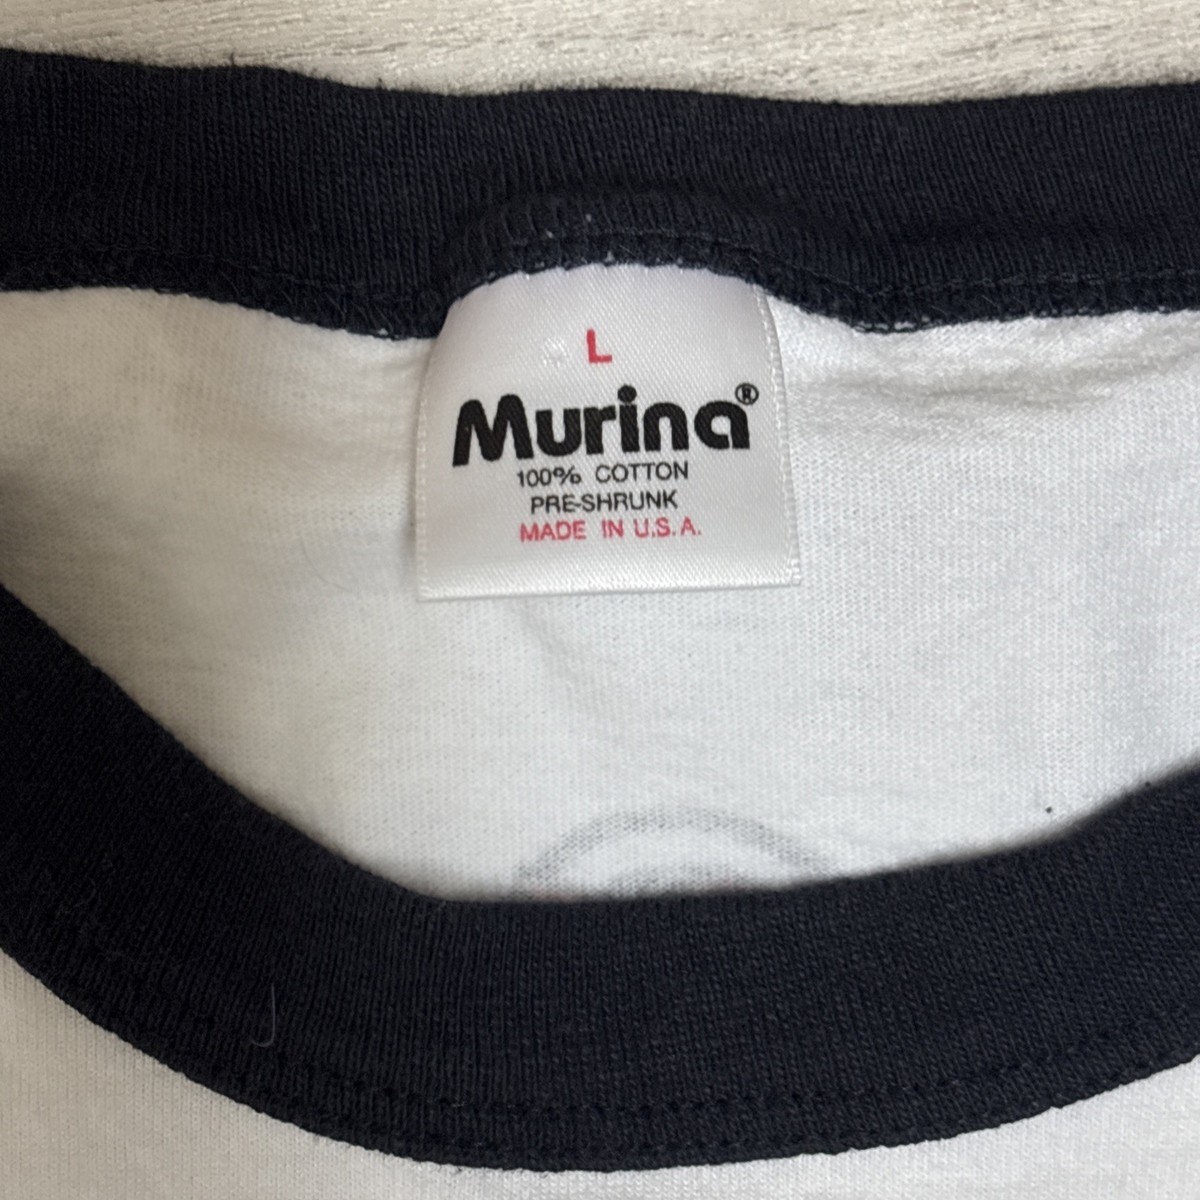 L
Murina®
100% COTTON
PRE-SHRUNK
MADE IN U.S.A.